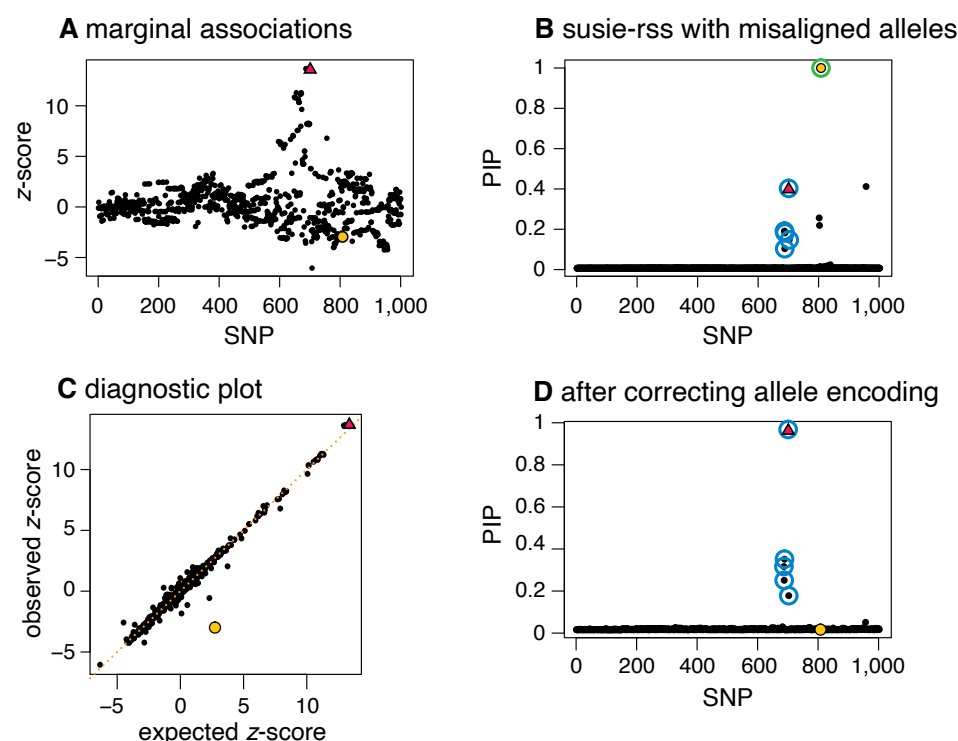 A marginal associations
z-score
10
5
0
−5
0 200 400 600 800 1,000
SNP
B susie-rss with misaligned alleles
PIP
1
0.8
0.6
0.4
0.2
0
0 200 400 600 800 1,000
SNP
C diagnostic plot
observed z-score
10
5
0
−5
−5 0 5 10
expected z-score
D after correcting allele encoding
PIP
1
0.8
0.6
0.4
0.2
0
0 200 400 600 800 1,000
SNP